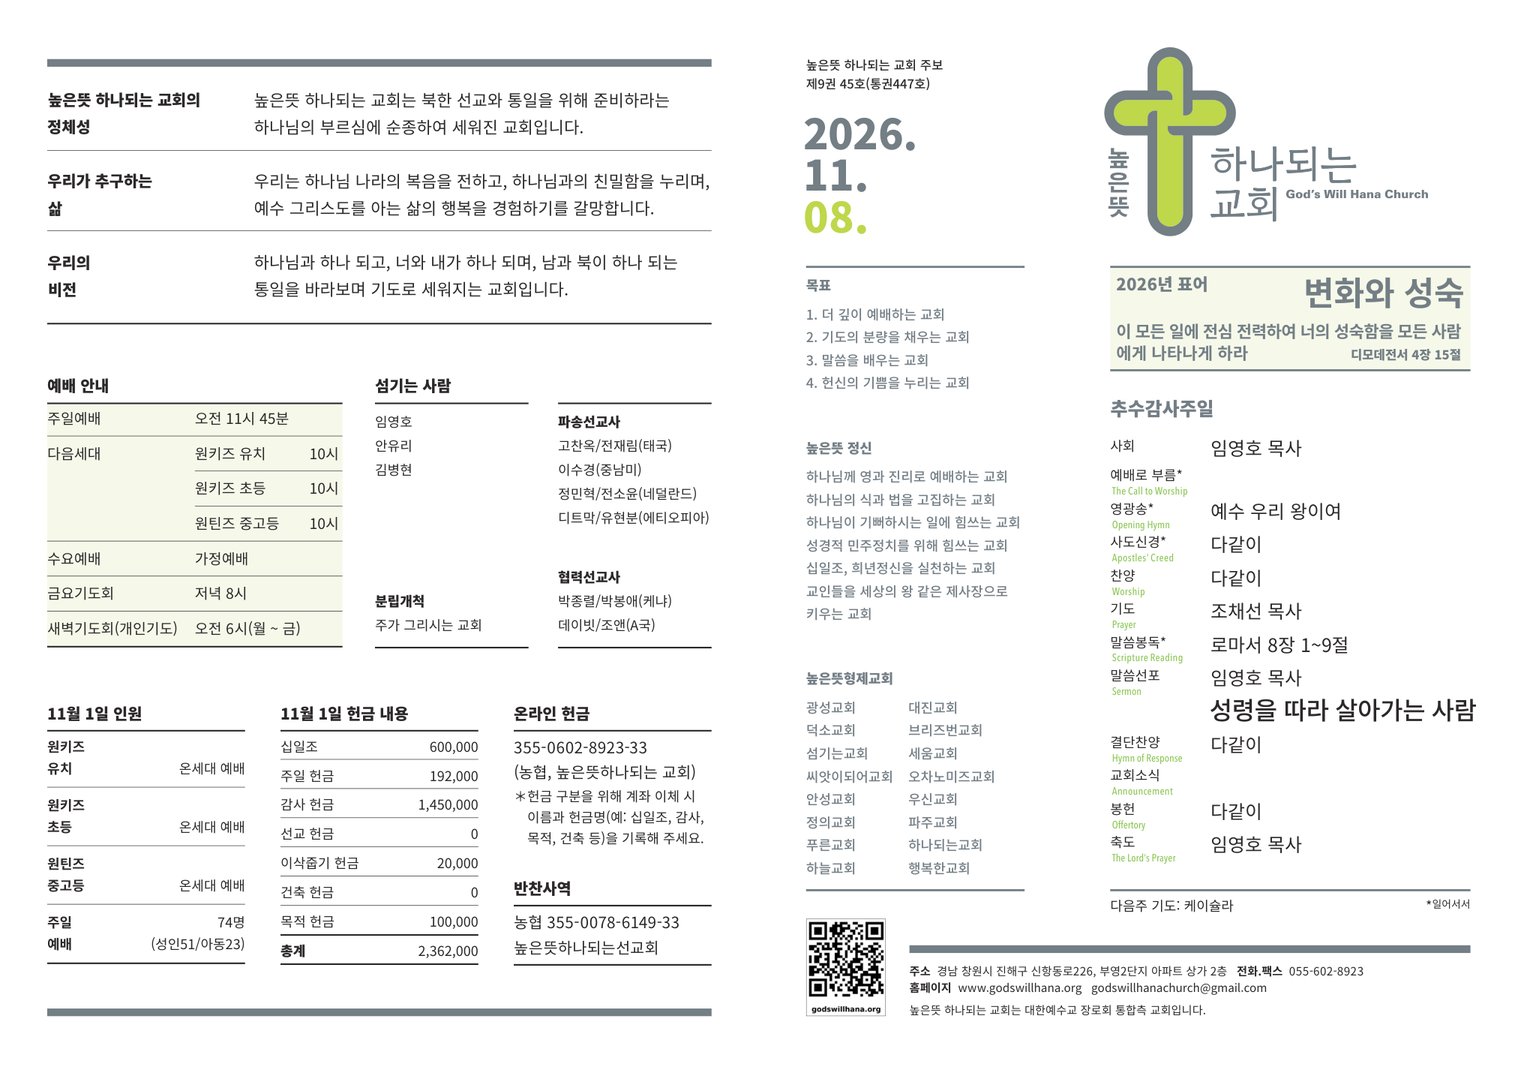 높은뜻 하나되는 교회의
정체성
높은뜻 하나되는 교회는 북한 선교와 통일을 위해 준비하라는
하나님의 부르심에 순종하여 세워진 교회입니다.
우리가 추구하는
삶
우리는 하나님 나라의 복음을 전하고, 하나님과의 친밀함을 누리며,
예수 그리스도를 아는 삶의 행복을 경험하기를 갈망합니다.
우리의
비전
하나님과 하나 되고, 너와 내가 하나 되며, 남과 북이 하나 되는
통일을 바라보며 기도로 세워지는 교회입니다.
예배 안내
주일예배 오전 11시 45분
다음세대 원키즈 유치 10시
원키즈 초등 10시
원틴즈 중고등 10시
수요예배 가정예배
금요기도회 저녁 8시
새벽기도회(개인기도) 오전 6시(월 ~ 금)
섬기는 사람
임영호
안유리
김병현
분립개척
주가 그리시는 교회
파송선교사
고찬옥/전재림(태국)
이수경(중남미)
정민혁/전소윤(네덜란드)
디트막/유현분(에티오피아)
협력선교사
박종렬/박봉애(케냐)
데이빗/조앤(A국)
11월 1일 인원
원키즈
유치 온세대 예배
원키즈
초등 온세대 예배
원틴즈
중고등 온세대 예배
주일 74명
예배 (성인51/아동23)
11월 1일 헌금 내용
십일조 600,000
주일 헌금 192,000
감사 헌금 1,450,000
선교 헌금 0
이삭줍기 헌금 20,000
건축 헌금 0
목적 헌금 100,000
총계 2,362,000
온라인 헌금
355-0602-8923-33
(농협, 높은뜻하나되는 교회)
*헌금 구분을 위해 계좌 이체 시
이름과 헌금명(예: 십일조, 감사,
목적, 건축 등)을 기록해 주세요.
반찬사역
농협 355-0078-6149-33
높은뜻하나되는선교회
높은뜻 하나되는 교회 주보
제9권 45호(통권447호)
2026.
11.
08.
목표
1. 더 깊이 예배하는 교회
2. 기도의 분량을 채우는 교회
3. 말씀을 배우는 교회
4. 헌신의 기쁨을 누리는 교회
높은뜻 정신
하나님께 영과 진리로 예배하는 교회
하나님의 식과 법을 고집하는 교회
하나님이 기뻐하시는 일에 힘쓰는 교회
성경적 민주정치를 위해 힘쓰는 교회
십일조, 희년정신을 실천하는 교회
교인들을 세상의 왕 같은 제사장으로
키우는 교회
높은뜻형제교회
광성교회 대진교회
덕소교회 브리즈번교회
섬기는교회 세움교회
씨앗이되어교회 오차노미즈교회
안성교회 우신교회
정의교회 파주교회
푸른교회 하나되는교회
하늘교회 행복한교회
godswillhana.org
높은뜻
하나되는
교회 God's Will Hana Church
2026년 표어 변화와 성숙
이 모든 일에 전심 전력하여 너의 성숙함을 모든 사람
에게 나타나게 하라 디모데전서 4장 15절
추수감사주일
사회 임영호 목사
예배로 부름*
The Call to Worship
영광송* 예수 우리 왕이여
Opening Hymn
사도신경* 다같이
Apostles' Creed
찬양 다같이
Worship
기도 조채선 목사
Prayer
말씀봉독* 로마서 8장 1~9절
Scripture Reading
말씀선포 임영호 목사
Sermon
성령을 따라 살아가는 사람
결단찬양 다같이
Hymn of Response
교회소식
Announcement
봉헌 다같이
Offertory
축도 임영호 목사
The Lord's Prayer
다음주 기도: 케이슐라 *일어서서
주소 경남 창원시 진해구 신항동로226, 부영2단지 아파트 상가 2층 전화.팩스 055-602-8923
홈페이지 www.godswillhana.org godswillhanachurch@gmail.com
높은뜻 하나되는 교회는 대한예수교 장로회 통합측 교회입니다.